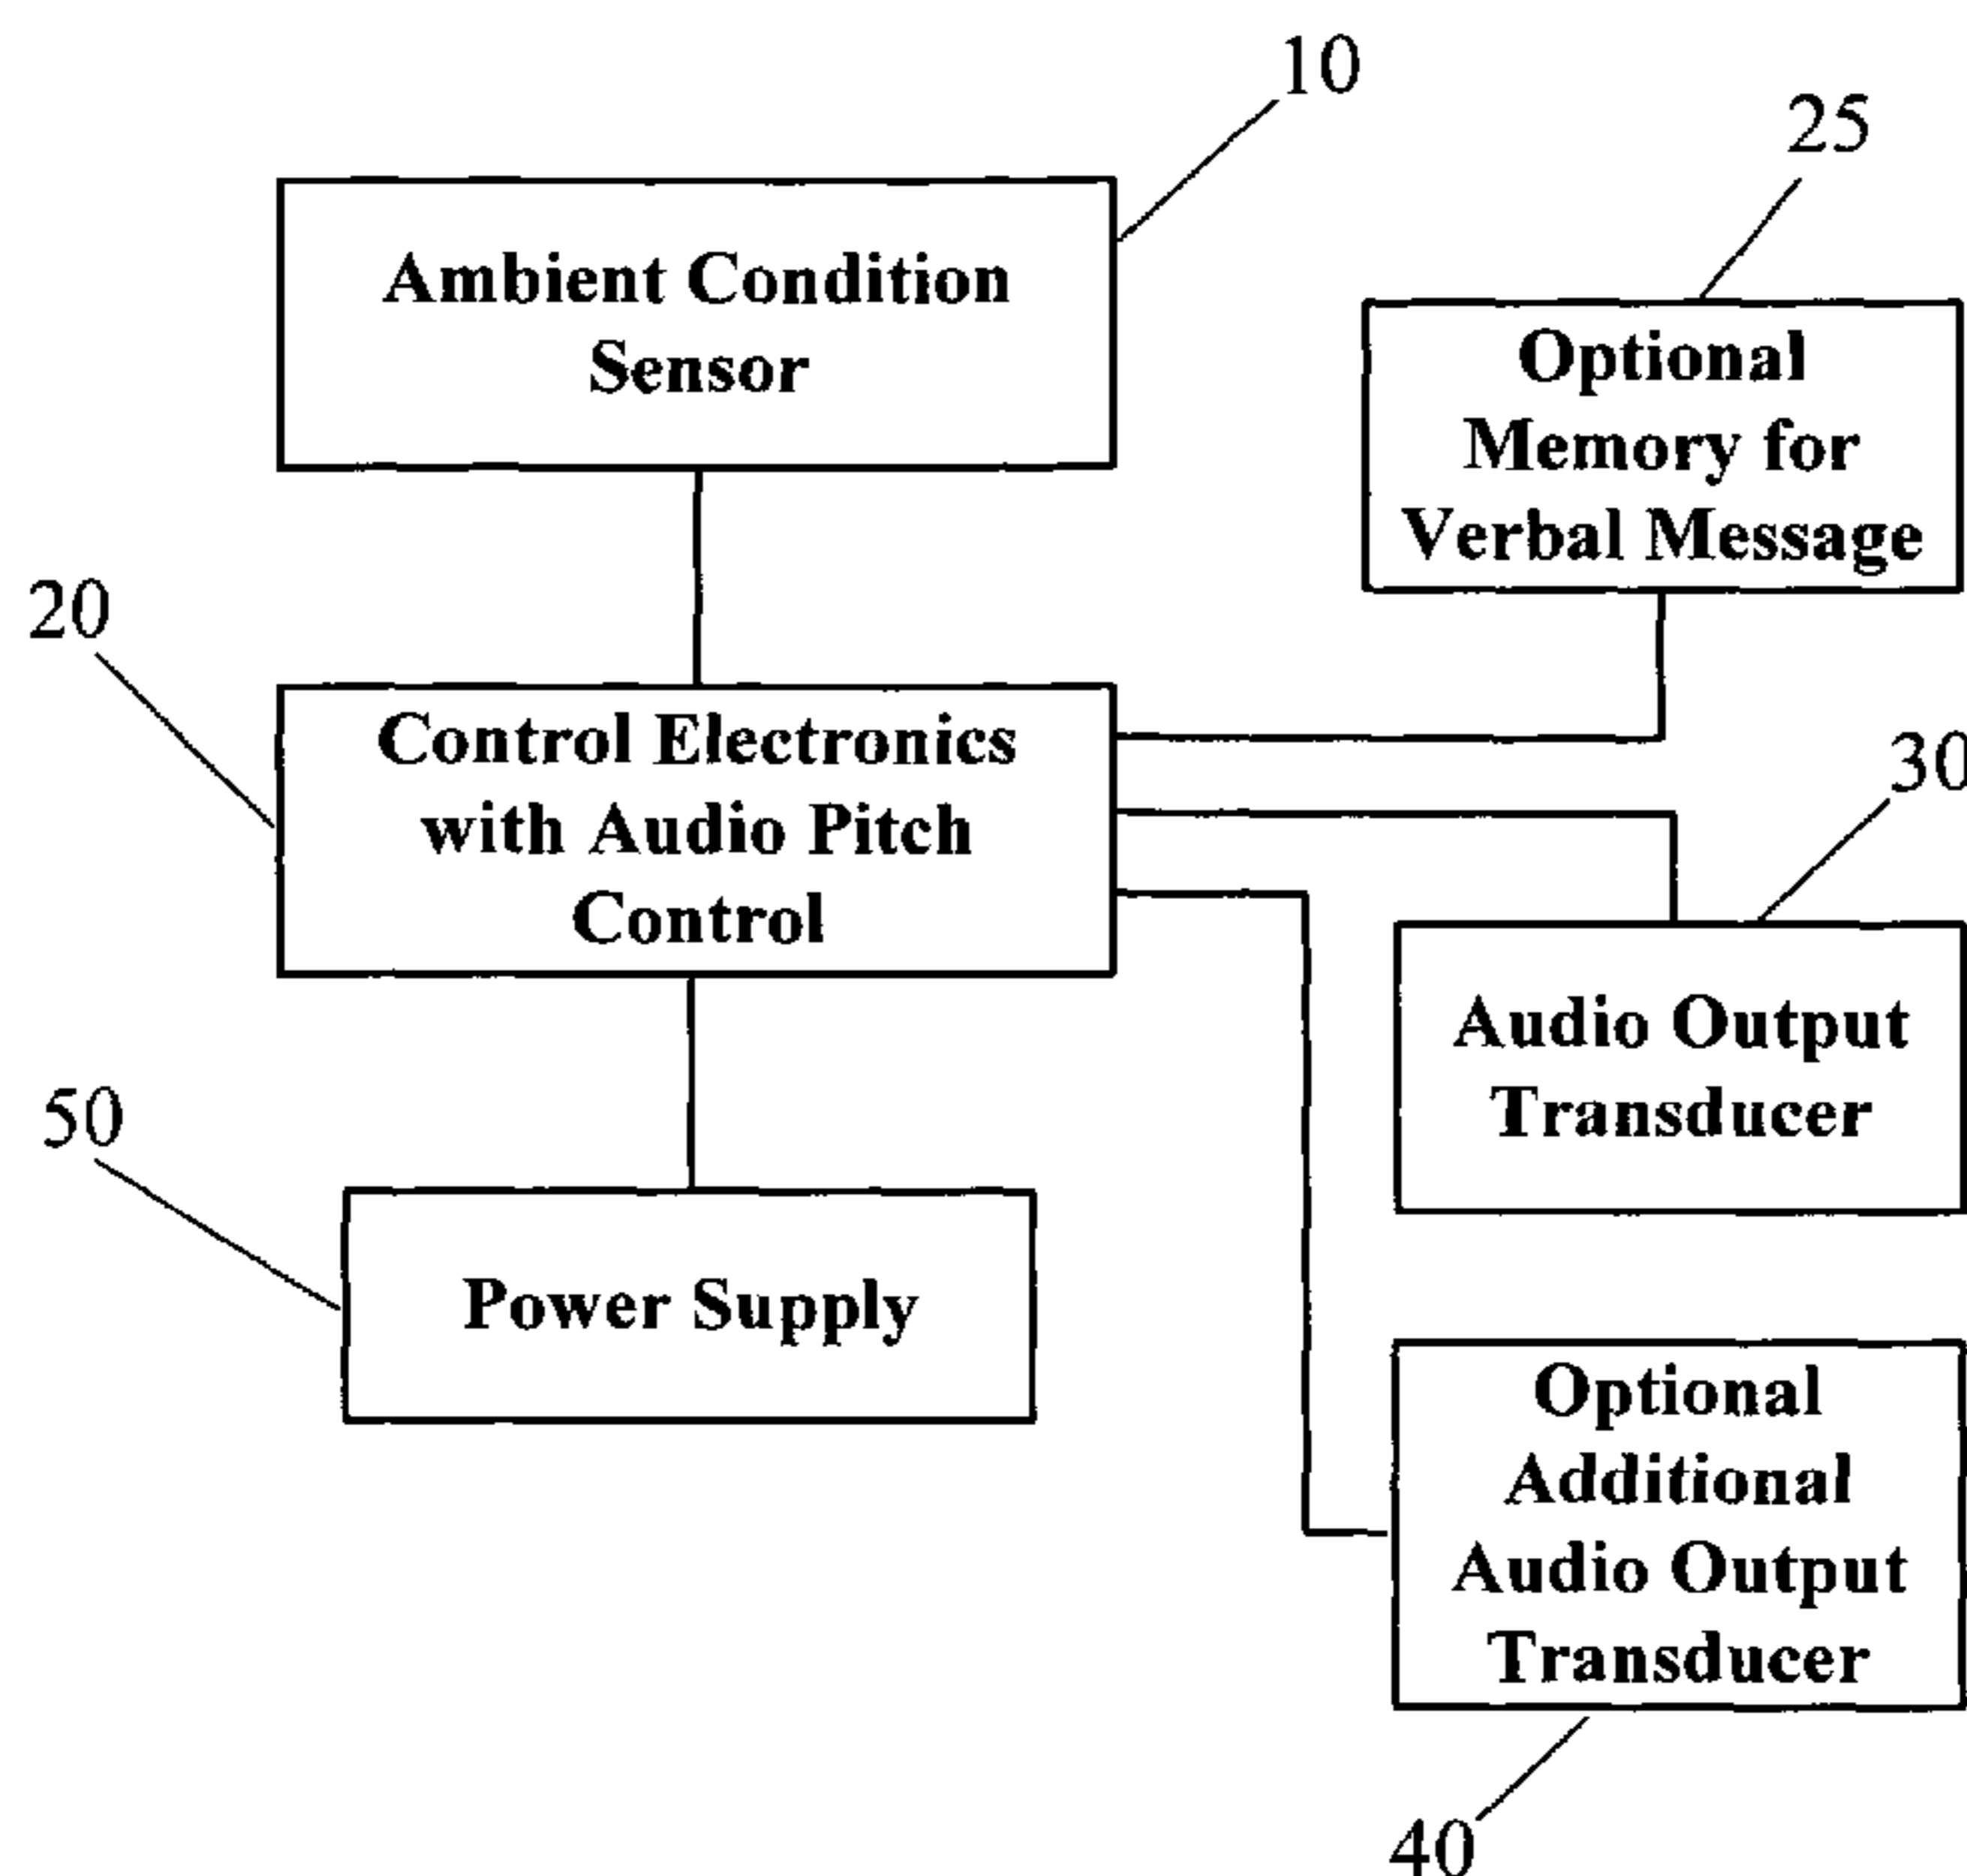 10
25
Ambient Condition
Sensor
Optional
Memory for
Verbal Message
20
Control Electronics
with Audio Pitch
Control
30
Audio Output
Transducer
50
Power Supply
Optional
Additional
Audio Output
Transducer
40